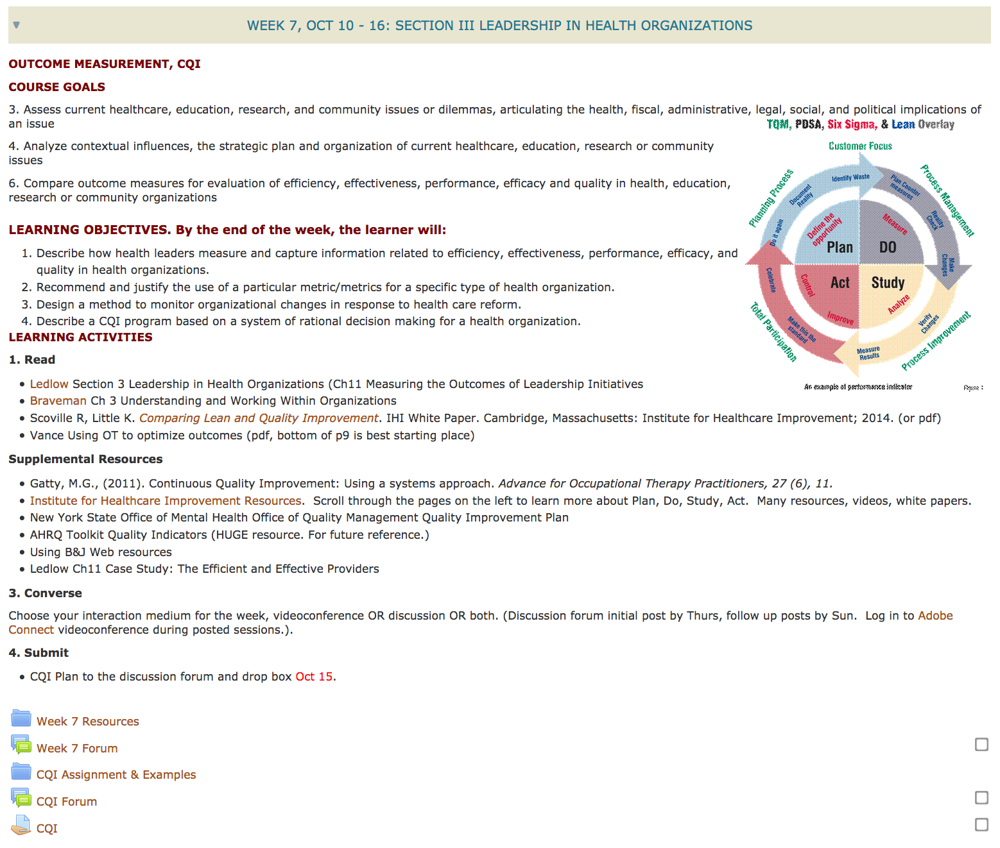 WEEK 7, OCT 10 - 16: SECTION III LEADERSHIP IN HEALTH ORGANIZATIONS
OUTCOME MEASUREMENT, CQI
COURSE GOALS
3. Assess current healthcare, education, research, and community issues or dilemmas, articulating the health, fiscal, administrative, legal, social, and political implications of
an issue
4. Analyze contextual influences, the strategic plan and organization of current healthcare, education, research or community
issues
6. Compare outcome measures for evaluation of efficiency, effectiveness, performance, efficacy and quality in health, education,
research or community organizations
TQM, PDSA, Six Sigma, & Lean Overlay
Customer Focus
Planning Process
Process Management
Process Improvement
Total Participation
Identify Waste
Plan Counter
measures
Reality
Check
Make
Changes
Verify
Changes
Measure
Results
Make this the
standard
Celebrate
Do it again
Document
Reality
Define the
opportunity
Plan
Measure
DO
Control
Act
Improve
Study
Analyze
An example of performance indicator
Figure :
LEARNING OBJECTIVES. By the end of the week, the learner will:
1. Describe how health leaders measure and capture information related to efficiency, effectiveness, performance, efficacy, and
quality in health organizations.
2. Recommend and justify the use of a particular metric/metrics for a specific type of health organization.
3. Design a method to monitor organizational changes in response to health care reform.
4. Describe a CQI program based on a system of rational decision making for a health organization.
LEARNING ACTIVITIES
1. Read
• Ledlow Section 3 Leadership in Health Organizations (Ch11 Measuring the Outcomes of Leadership Initiatives
• Braveman Ch 3 Understanding and Working Within Organizations
• Scoville R, Little K. Comparing Lean and Quality Improvement. IHI White Paper. Cambridge, Massachusetts: Institute for Healthcare Improvement; 2014. (or pdf)
• Vance Using OT to optimize outcomes (pdf, bottom of p9 is best starting place)
Supplemental Resources
• Gatty, M.G., (2011). Continuous Quality Improvement: Using a systems approach. Advance for Occupational Therapy Practitioners, 27 (6), 11.
• Institute for Healthcare Improvement Resources.  Scroll through the pages on the left to learn more about Plan, Do, Study, Act.  Many resources, videos, white papers.
• New York State Office of Mental Health Office of Quality Management Quality Improvement Plan
• AHRQ Toolkit Quality Indicators (HUGE resource. For future reference.)
• Using B&J Web resources
• Ledlow Ch11 Case Study: The Efficient and Effective Providers
3. Converse
Choose your interaction medium for the week, videoconference OR discussion OR both. (Discussion forum initial post by Thurs, follow up posts by Sun.  Log in to Adobe
Connect videoconference during posted sessions.).
4. Submit
• CQI Plan to the discussion forum and drop box Oct 15.
Week 7 Resources
Week 7 Forum
CQI Assignment & Examples
CQI Forum
CQI